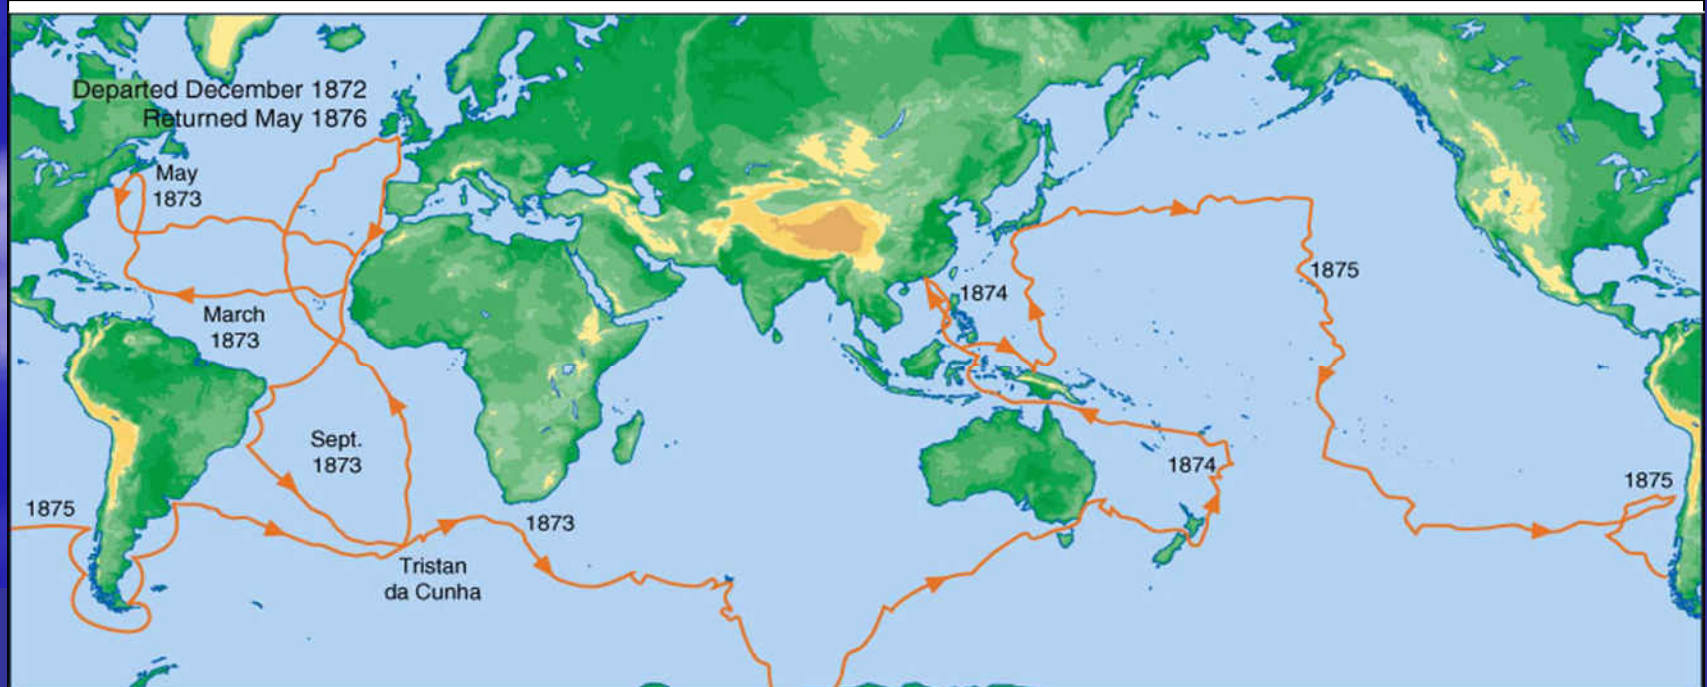 Departed December 1872
Returned May 1876
May
1873
March
1873
Sept.
1873
1875
Tristan
da Cunha
1873
1874
1874
1875
1875